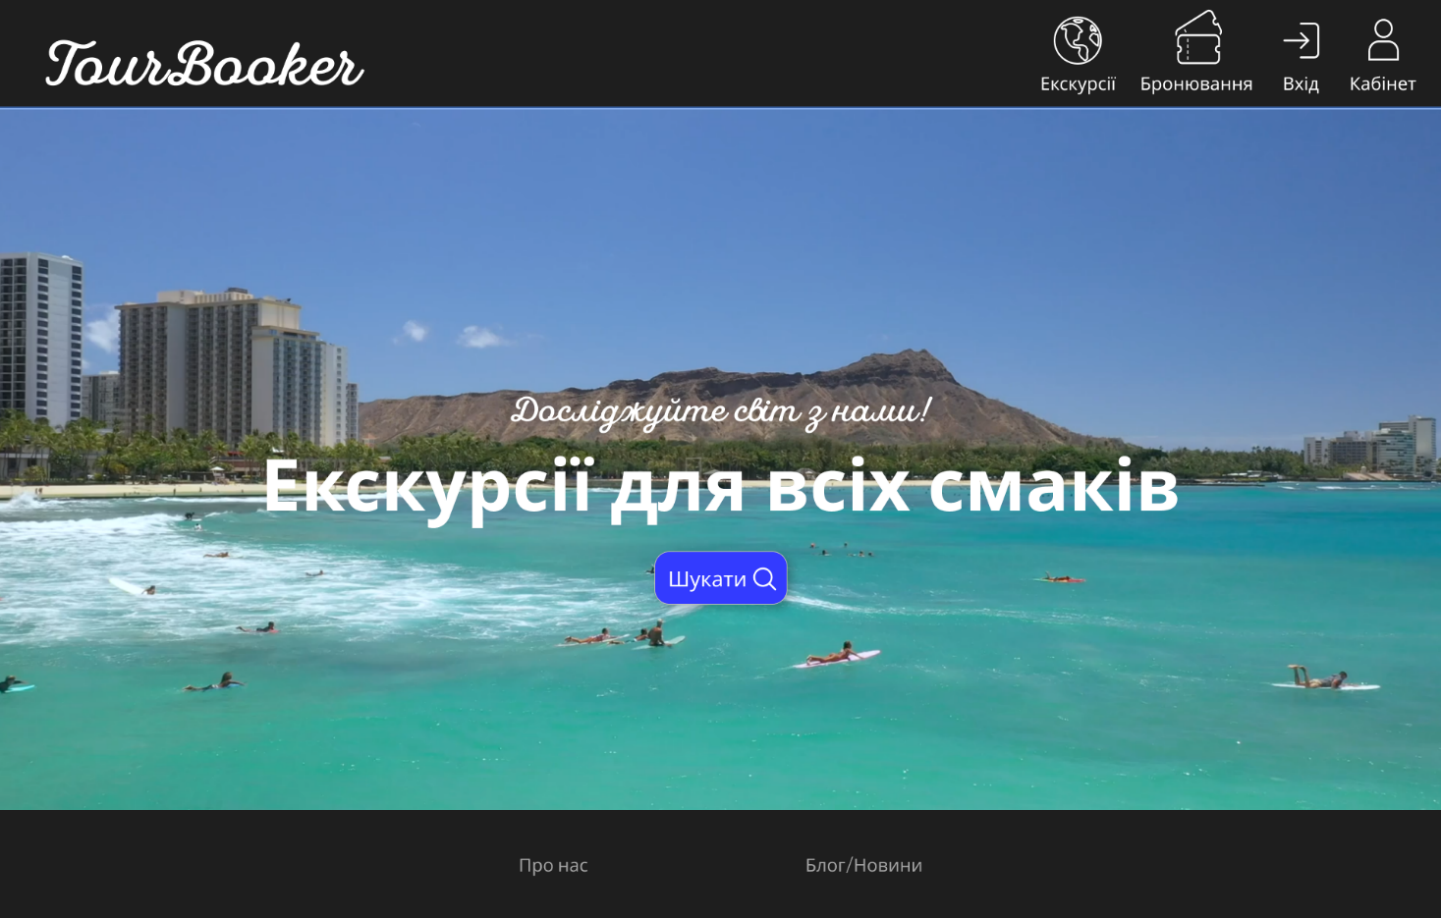 TourBooker
Екскурсії
Бронювання
Вхід
Кабінет
Досліджуйте світ з нами!
Екскурсії для всіх смаків
Шукати
Про нас
Блог/Новини